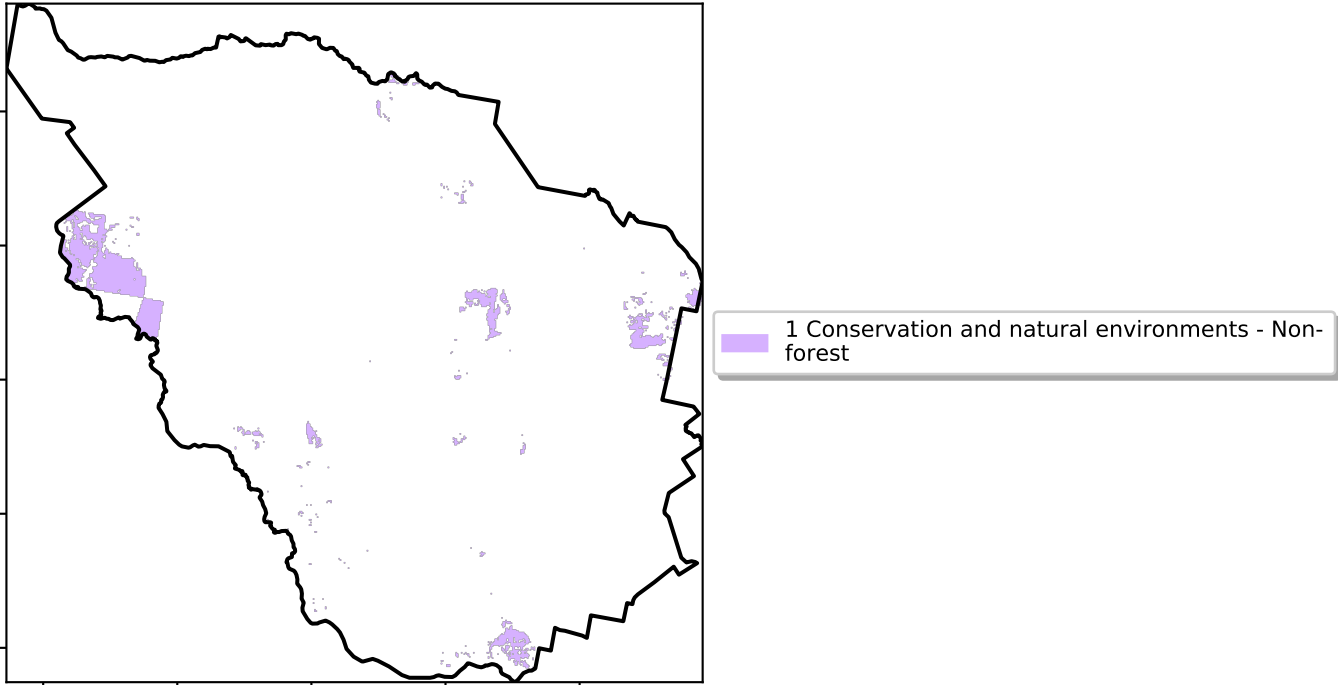 1 Conservation and natural environments - Non-
forest